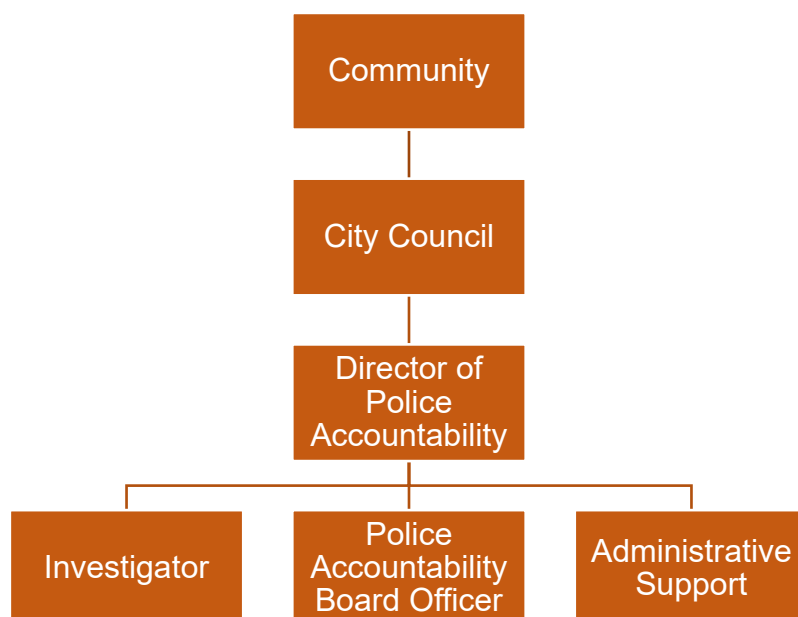 Community
City Council
Director of
Police
Accountability
Investigator
Police
Accountability
Board Officer
Administrative
Support